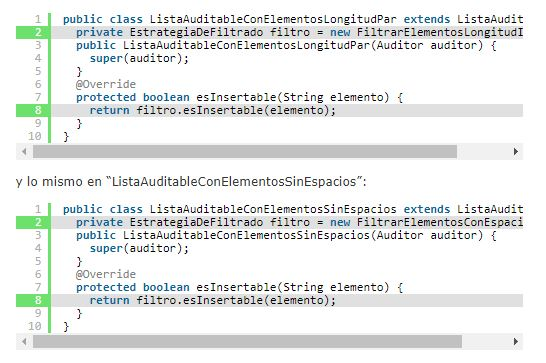 1 public class ListaAuditableConElementosLongitudPar extends ListaAudit
2 private EstrategiaDeFiltrado filtro = new FiltrarElementosLongitudI
3 public ListaAuditableConElementosLongitudPar(Auditor auditor) {
4 super(auditor);
5 }
6 @Override
7 protected boolean esInsertable(String elemento) {
8 return filtro.esInsertable(elemento);
9 }
10 }
y lo mismo en “ListaAuditableConElementosSinEspacios”:
1 public class ListaAuditableConElementosSinEspacios extends ListaAudit
2 private EstrategiaDeFiltrado filtro = new FiltrarElementosConEspaci
3 public ListaAuditableConElementosSinEspacios(Auditor auditor) {
4 super(auditor);
5 }
6 @Override
7 protected boolean esInsertable(String elemento) {
8 return filtro.esInsertable(elemento);
9 }
10 }